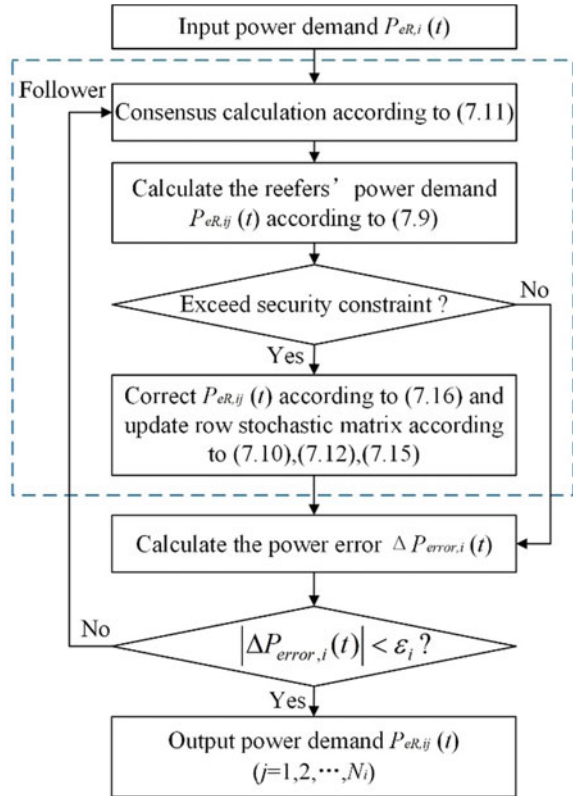 Input power demand P_{eR,i}(t)
Follower
Consensus calculation according to (7.11)
Calculate the reefers’ power demand
P_{eR,ij}(t) according to (7.9)
Exceed security constraint ?
No
Yes
Correct P_{eR,ij}(t) according to (7.16) and
update row stochastic matrix according
to (7.10),(7.12),(7.15)
Calculate the power error ΔP_{error,i}(t)
No
|ΔP_{error,i}(t)| < ε_i ?
Yes
Output power demand P_{eR,ij}(t)
(j=1,2,⋯,N_i)